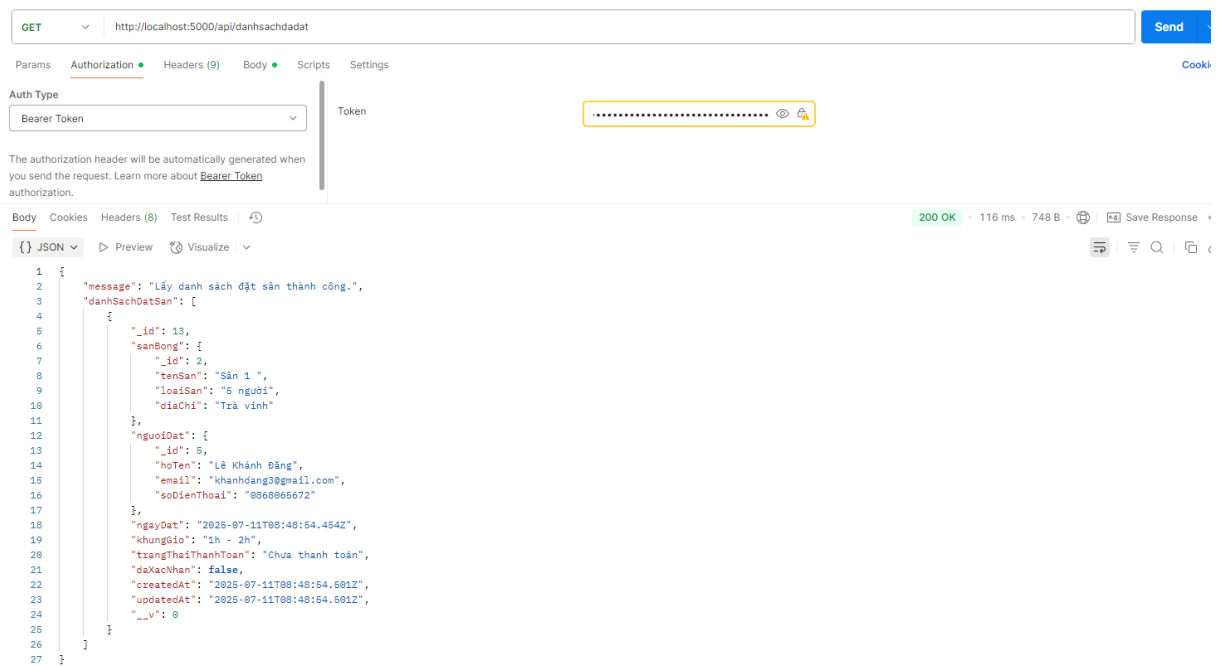 GET http://localhost:5000/api/danhsachdadat Send
Params Authorization Headers (9) Body Scripts Settings
Auth Type
Bearer Token
Token
The authorization header will be automatically generated when
you send the request. Learn more about Bearer Token
authorization.
Body Cookies Headers (8) Test Results 200 OK 116 ms 748 B Save Response
{} JSON Preview Visualize
1 {
2 "message": "Lấy danh sách đặt sân thành công.",
3 "danhSachDatSan": [
4 {
5 "_id": 13,
6 "sanBong": {
7 "_id": 2,
8 "tenSan": "Sân 1 ",
9 "loaiSan": "5 người",
10 "diaChi": "Trà vinh"
11 },
12 "nguoiDat": {
13 "_id": 5,
14 "hoTen": "Lê Khánh Đăng",
15 "email": "khanhdang3@gmail.com",
16 "soDienThoai": "0868065672"
17 },
18 "ngayDat": "2025-07-11T08:48:54.454Z",
19 "khungGio": "1h - 2h",
20 "trangThaiThanhToan": "Chưa thanh toán",
21 "daXacNhan": false,
22 "createdAt": "2025-07-11T08:48:54.501Z",
23 "updatedAt": "2025-07-11T08:48:54.501Z",
24 "__v": 0
25 }
26 ]
27 }